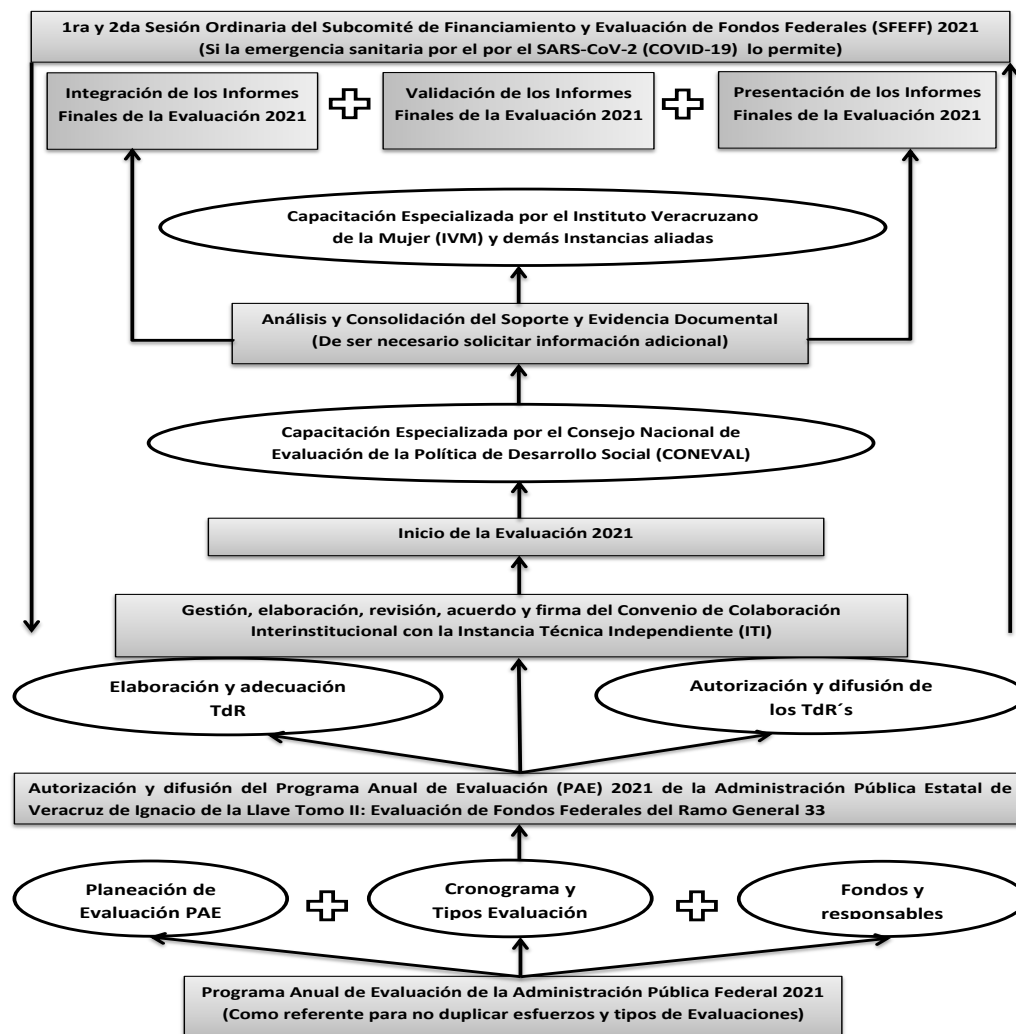 1ra y 2da Sesión Ordinaria del Subcomité de Financiamiento y Evaluación de Fondos Federales (SFEFF) 2021
(Si la emergencia sanitaria por el por el SARS-CoV-2 (COVID-19) lo permite)
Integración de los Informes
Finales de la Evaluación 2021
Validación de los Informes
Finales de la Evaluación 2021
Presentación de los Informes
Finales de la Evaluación 2021
Capacitación Especializada por el Instituto Veracruzano
de la Mujer (IVM) y demás Instancias aliadas
Análisis y Consolidación del Soporte y Evidencia Documental
(De ser necesario solicitar información adicional)
Capacitación Especializada por el Consejo Nacional de
Evaluación de la Política de Desarrollo Social (CONEVAL)
Inicio de la Evaluación 2021
Gestión, elaboración, revisión, acuerdo y firma del Convenio de Colaboración
Interinstitucional con la Instancia Técnica Independiente (ITI)
Elaboración y adecuación
TdR
Autorización y difusión de
los TdR´s
Autorización y difusión del Programa Anual de Evaluación (PAE) 2021 de la Administración Pública Estatal de
Veracruz de Ignacio de la Llave Tomo II: Evaluación de Fondos Federales del Ramo General 33
Planeación de
Evaluación PAE
Cronograma y
Tipos Evaluación
Fondos y
responsables
Programa Anual de Evaluación de la Administración Pública Federal 2021
(Como referente para no duplicar esfuerzos y tipos de Evaluaciones)